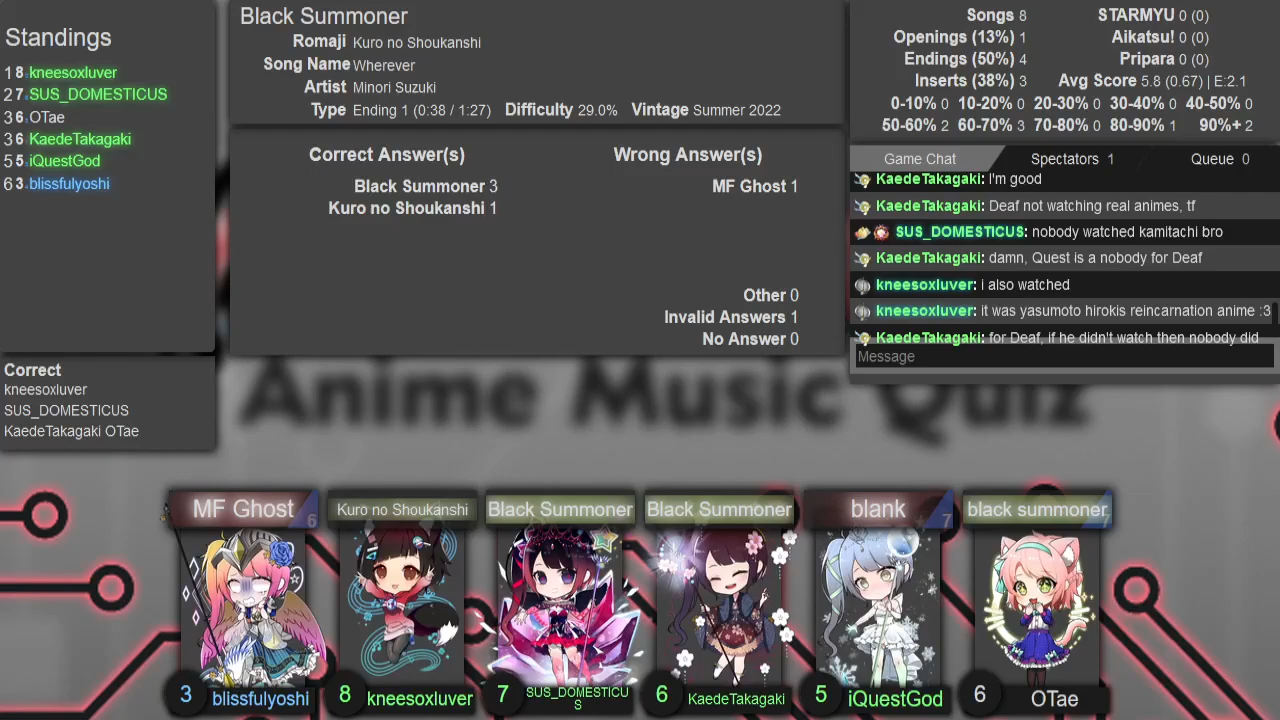 Standings
1 8 kneesoxluver
2 7 SUS_DOMESTICUS
3 6 OTae
3 6 KaedeTakagaki
5 5 iQuestGod
6 3 blissfulyoshi
Correct
kneesoxluver
SUS_DOMESTICUS
KaedeTakagaki OTae
Black Summoner
Romaji Kuro no Shoukanshi
Song Name Wherever
Artist Minori Suzuki
Type Ending 1 (0:38 / 1:27) Difficulty 29.0% Vintage Summer 2022
Correct Answer(s) Wrong Answer(s)
Black Summoner 3 MF Ghost 1
Kuro no Shoukanshi 1
Other 0
Invalid Answers 1
No Answer 0
Songs 8 STARMYU 0 (0)
Openings (13%) 1 Aikatsu! 0 (0)
Endings (50%) 4 Pripara 0 (0)
Inserts (38%) 3 Avg Score 5.8 (0.67) | E:2.1
0-10% 0 10-20% 0 20-30% 0 30-40% 0 40-50% 0
50-60% 2 60-70% 3 70-80% 0 80-90% 1 90%+ 2
Game Chat Spectators 1 Queue 0
KaedeTakagaki: I'm good
KaedeTakagaki: Deaf not watching real animes, tf
SUS_DOMESTICUS: nobody watched kamitachi bro
KaedeTakagaki: damn, Quest is a nobody for Deaf
kneesoxluver: i also watched
kneesoxluver: it was yasumoto hirokis reincarnation anime :3
KaedeTakagaki: for Deaf, if he didn't watch then nobody did
Message
Anime Music Quiz
MF Ghost 6 Kuro no Shoukanshi Black Summoner Black Summoner blank 7 black summoner 7
3 blissfulyoshi 8 kneesoxluver 7 SUS_DOMESTICUS 6 KaedeTakagaki 5 iQuestGod 6 OTae